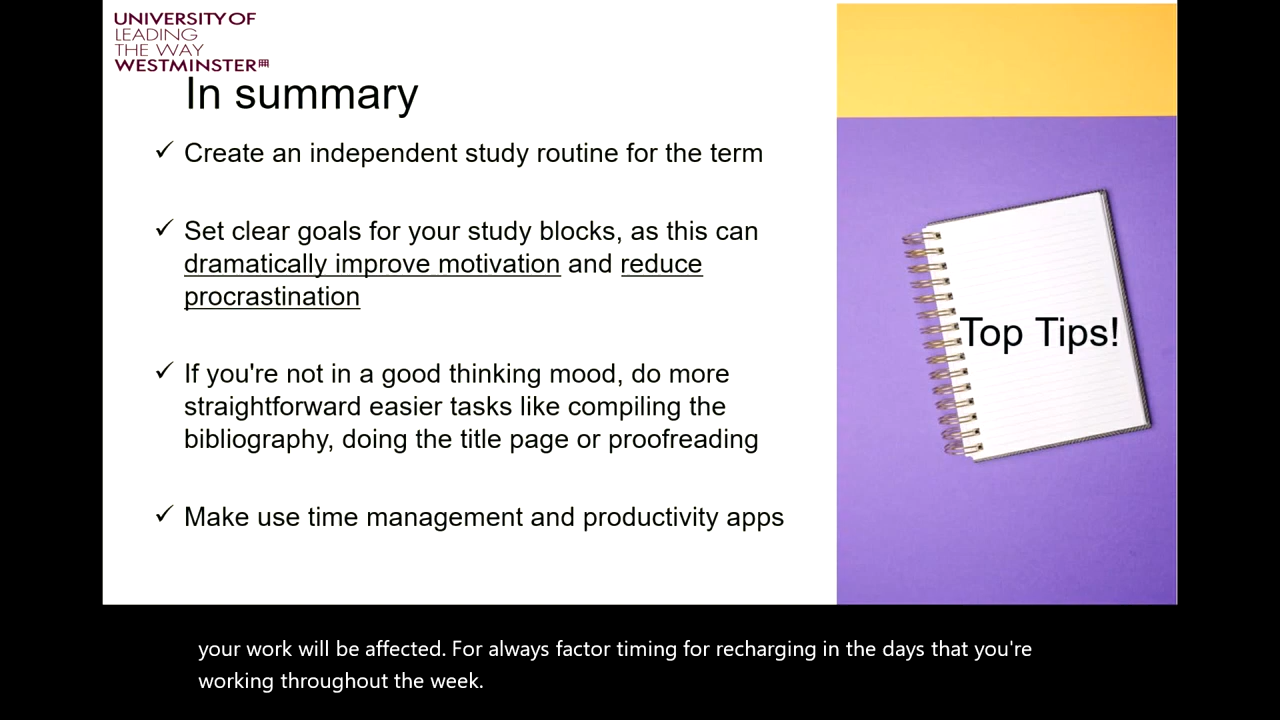 UNIVERSITY OF
LEADING
THE WAY
WESTMINSTER
In summary
✓ Create an independent study routine for the term
✓ Set clear goals for your study blocks, as this can
dramatically improve motivation and reduce
procrastination
✓ If you're not in a good thinking mood, do more
straightforward easier tasks like compiling the
bibliography, doing the title page or proofreading
✓ Make use time management and productivity apps
Top Tips!
your work will be affected. For always factor timing for recharging in the days that you're
working throughout the week.